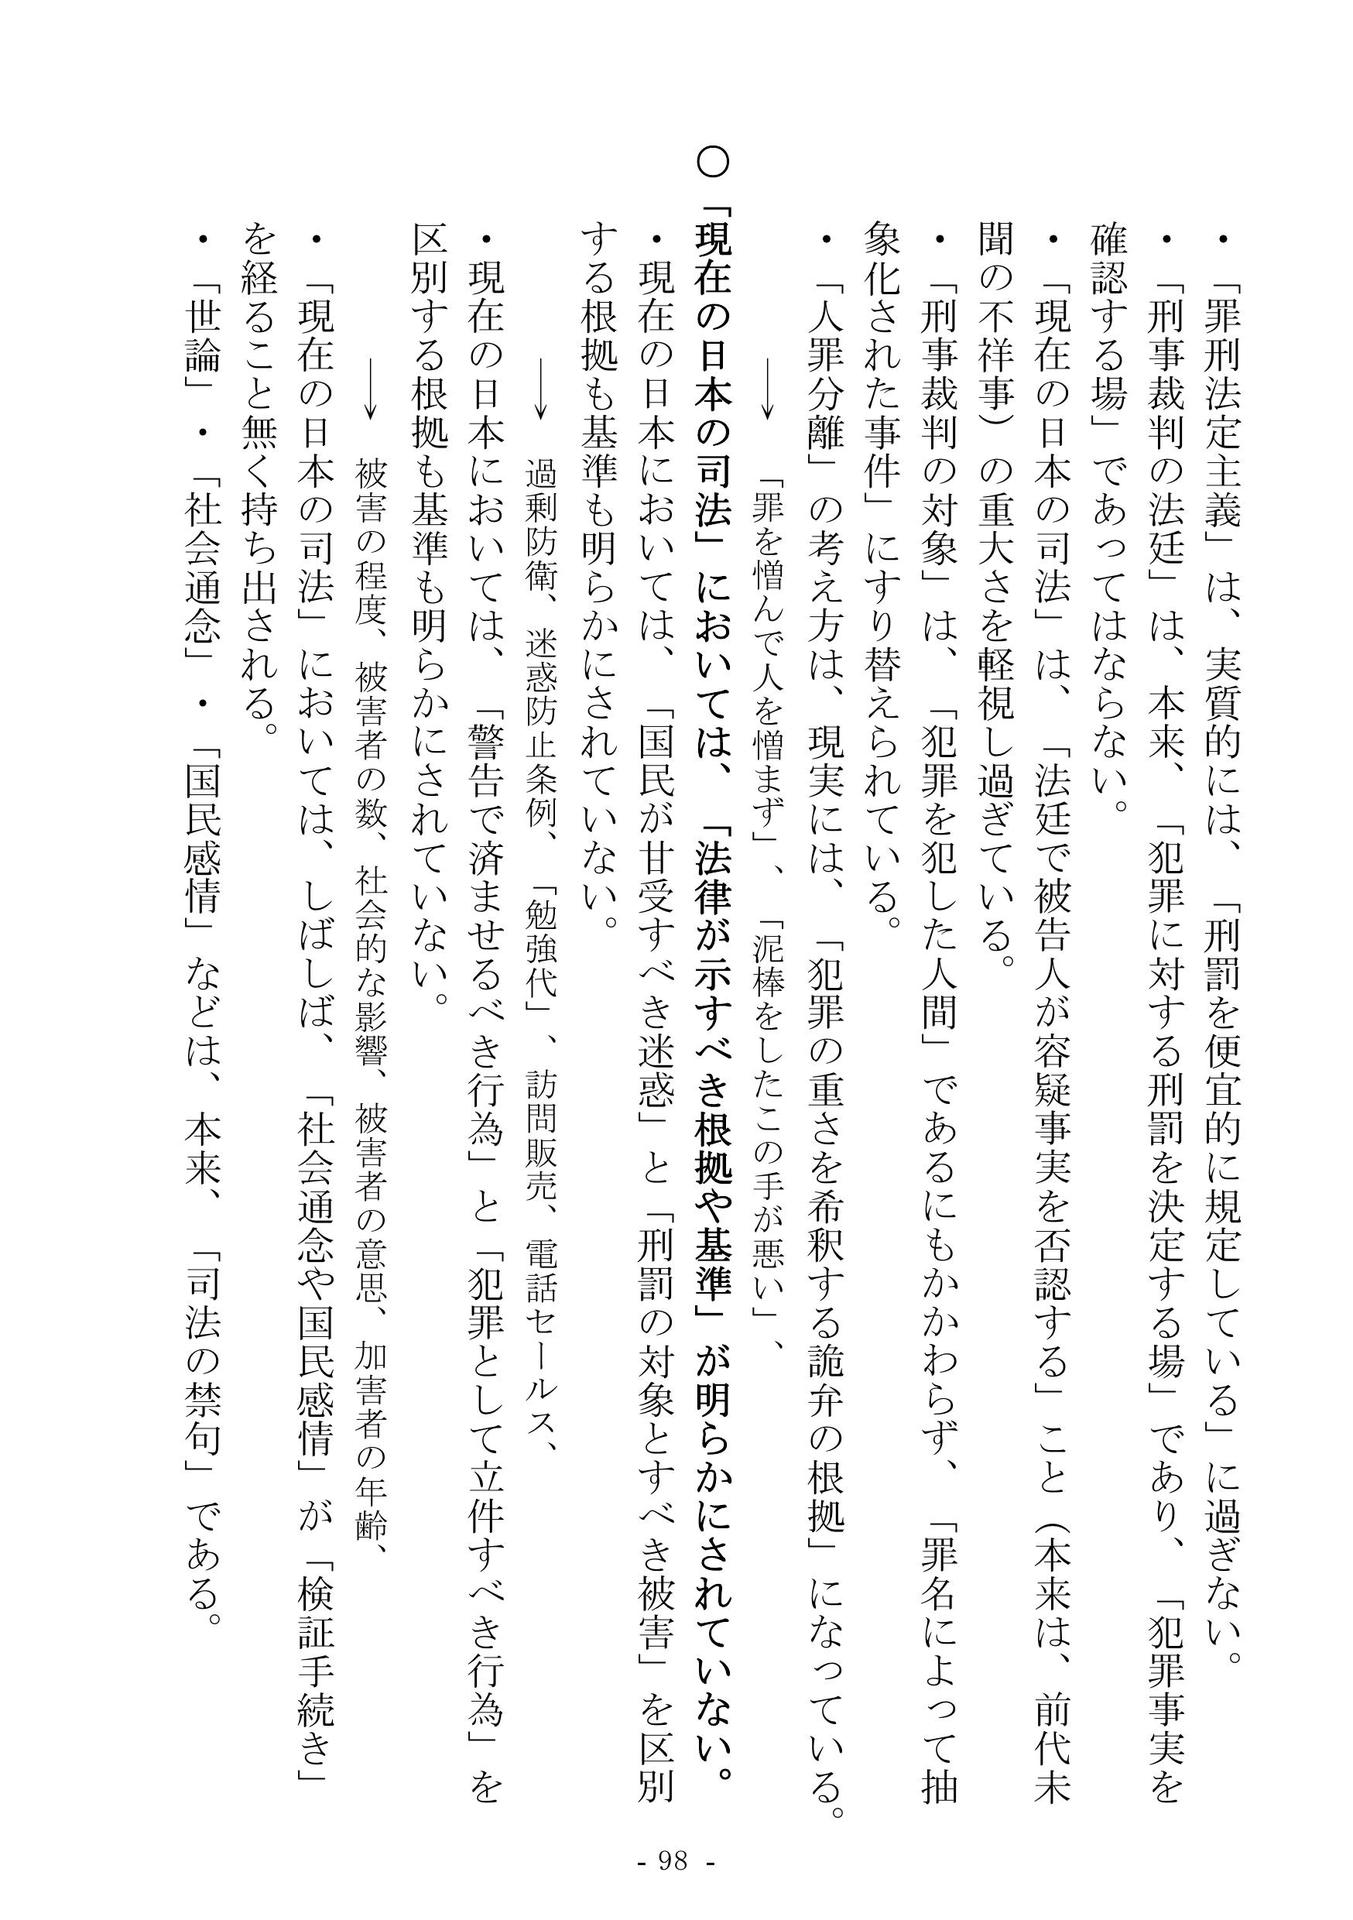 ・「罪刑法定主義」は、実質的には、「刑罰を便宜的に規定している」に過ぎない。
・「刑事裁判の法廷」は、本来、「犯罪に対する刑罰を決定する場」であり、「犯罪事実を
確認する場」であってはならない。
・「現在の日本の司法」は、「法廷で被告人が容疑事実を否認する」こと（本来は、前代未
聞の不祥事）の重大さを軽視し過ぎている。
・「刑事裁判の対象」は、「犯罪を犯した人間」であるにもかかわらず、「罪名によって抽
象化された事件」にすり替えられている。
・「人罪分離」の考え方は、現実には、「犯罪の重さを希釈する詭弁の根拠」になっている。
→　「罪を憎んで人を憎まず」、「泥棒をしたこの手が悪い」、
〇「現在の日本の司法」においては、「法律が示すべき根拠や基準」が明らかにされていない。
・現在の日本においては、「国民が甘受すべき迷惑」と「刑罰の対象とすべき被害」を区別
する根拠も基準も明らかにされていない。
→　過剰防衛、迷惑防止条例、「勉強代」、訪問販売、電話セールス、
・現在の日本においては、「警告で済ませるべき行為」と「犯罪として立件すべき行為」を
区別する根拠も基準も明らかにされていない。
→　被害の程度、被害者の数、社会的な影響、被害者の意思、加害者の年齢、
・「現在の日本の司法」においては、しばしば、「社会通念や国民感情」が「検証手続き」
を経ること無く持ち出される。
・「世論」・「社会通念」・「国民感情」などは、本来、「司法の禁句」である。
- 98 -